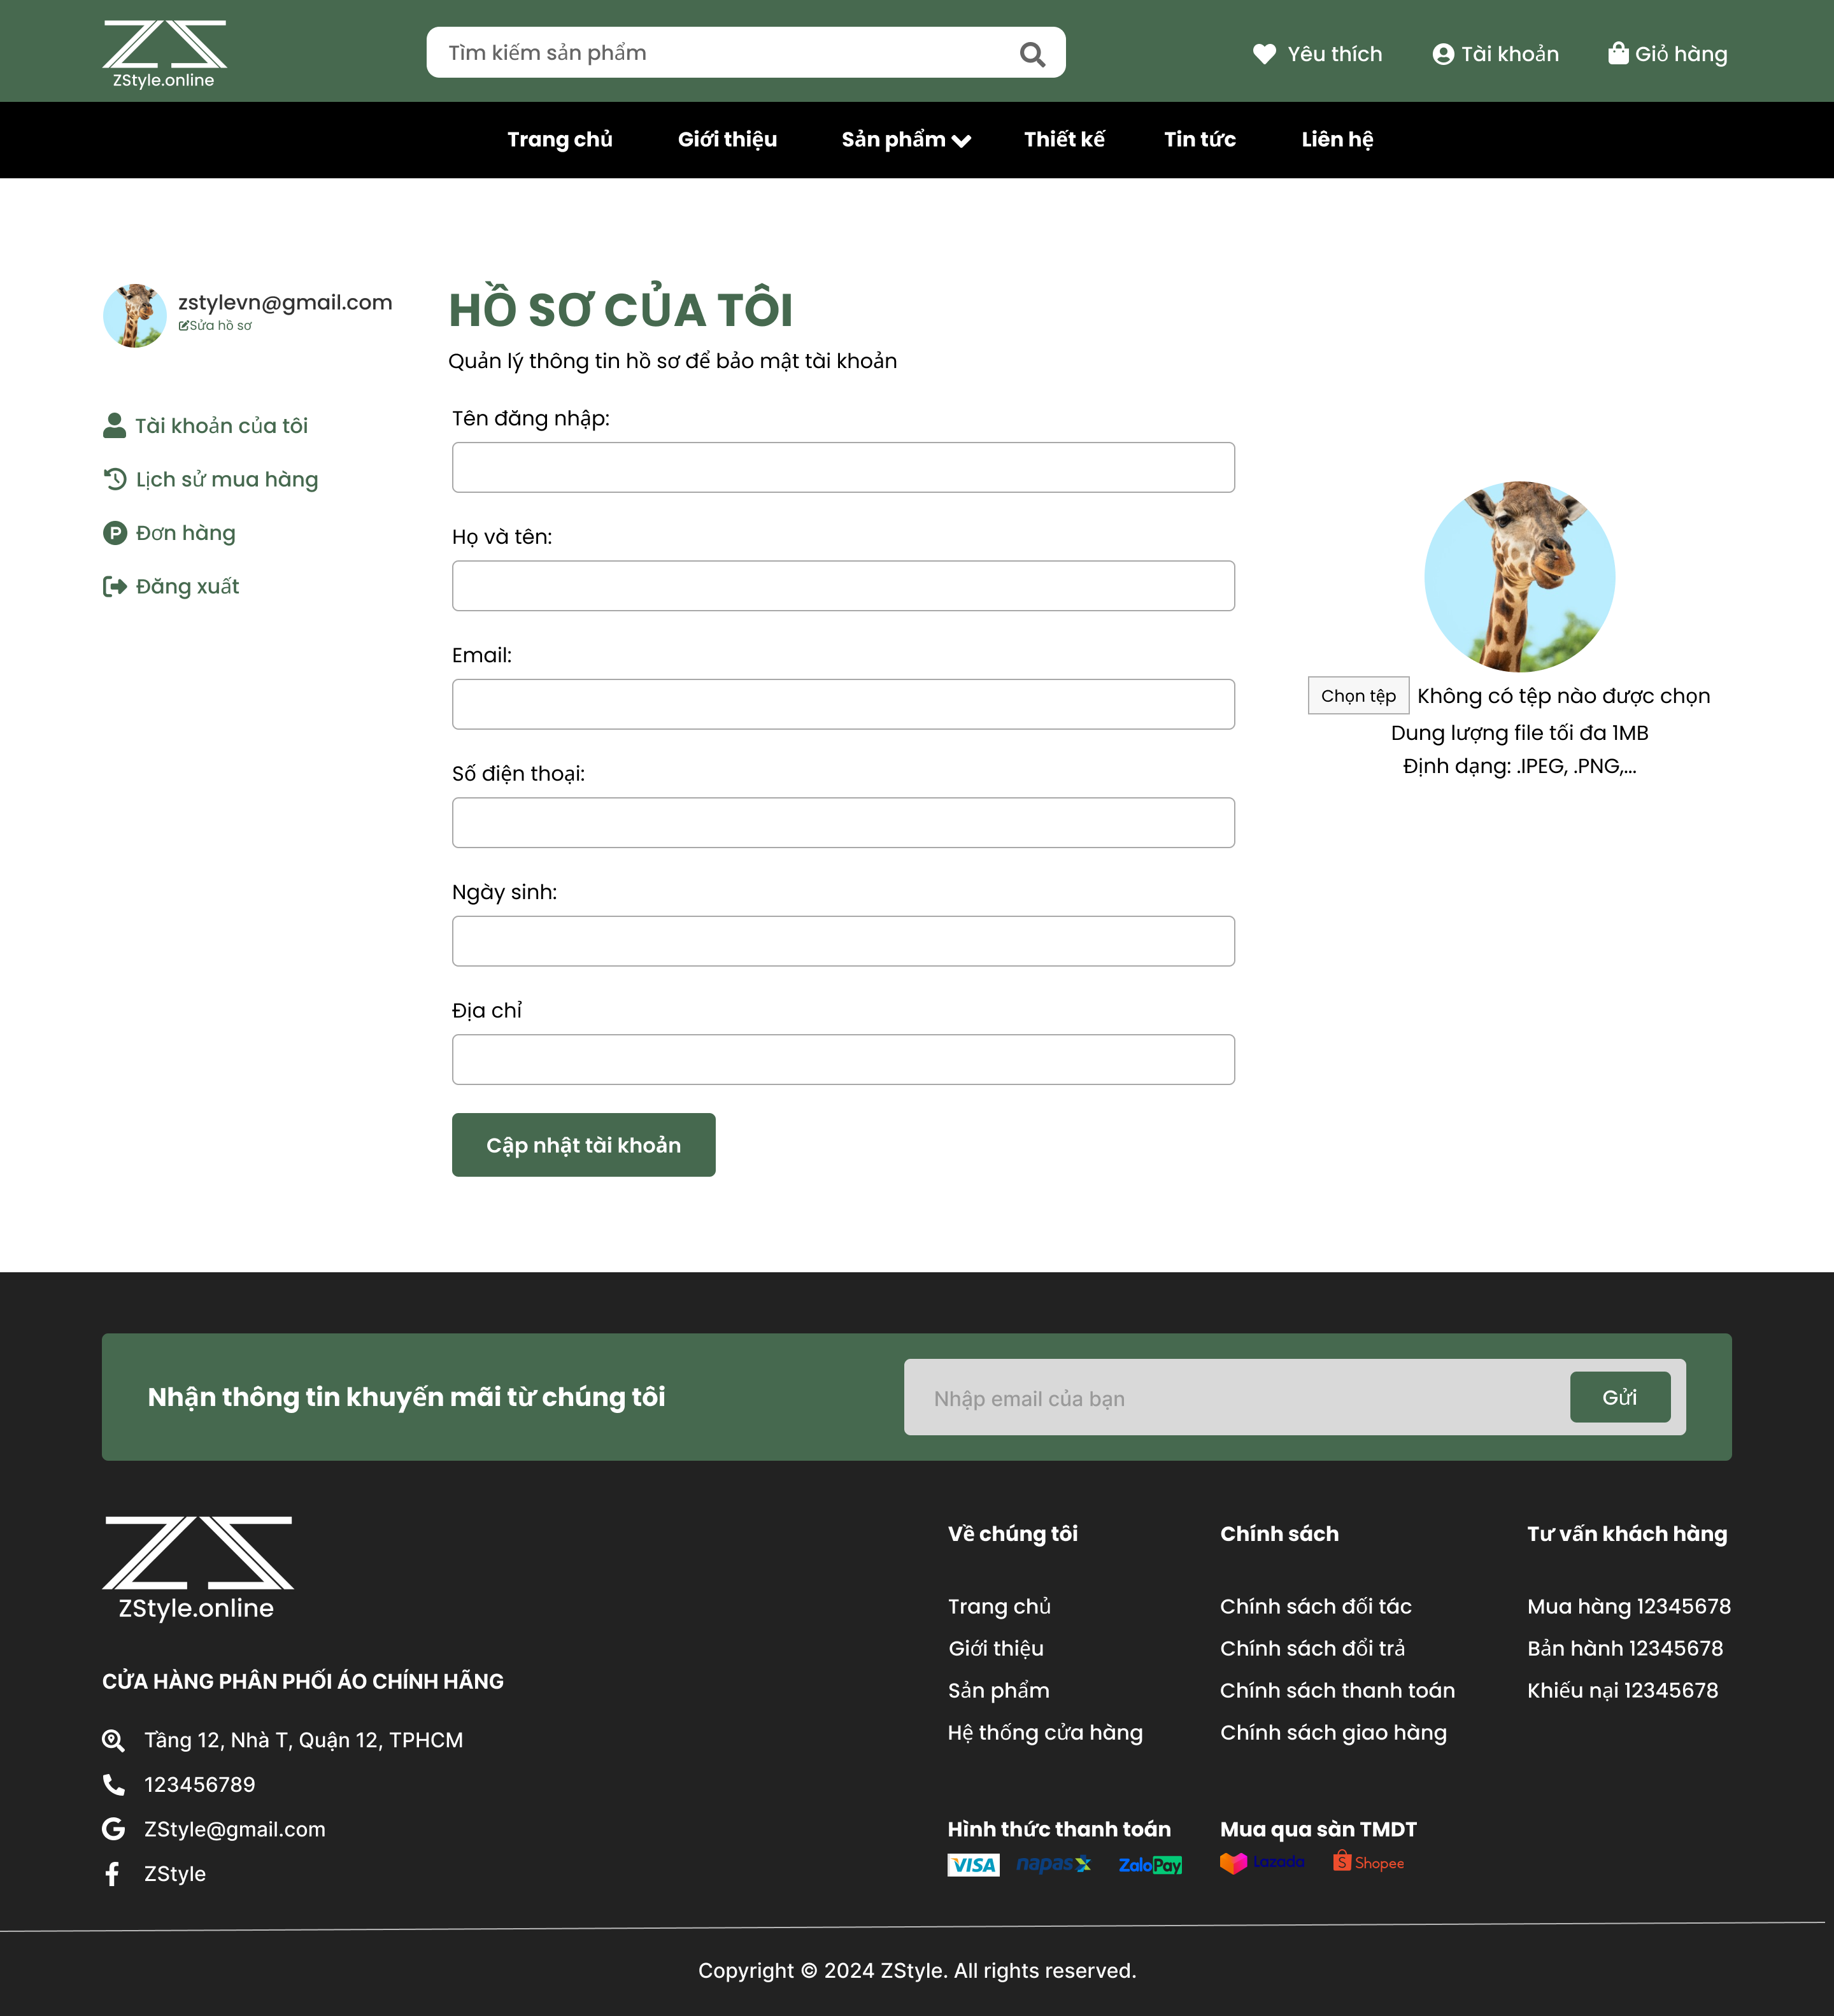 ZStyle.online
Tìm kiếm sản phẩm
Yêu thích
Tài khoản
Giỏ hàng
Trang chủ
Giới thiệu
Sản phẩm
Thiết kế
Tin tức
Liên hệ
zstylevn@gmail.com
Sửa hồ sơ
Tài khoản của tôi
Lịch sử mua hàng
Đơn hàng
Đăng xuất
HỒ SƠ CỦA TÔI
Quản lý thông tin hồ sơ để bảo mật tài khoản
Tên đăng nhập:
Họ và tên:
Email:
Số điện thoại:
Ngày sinh:
Địa chỉ
Cập nhật tài khoản
Chọn tệp Không có tệp nào được chọn
Dung lượng file tối đa 1MB
Định dạng: .IPEG, .PNG,...
Nhận thông tin khuyến mãi từ chúng tôi
Nhập email của bạn
Gửi
ZStyle.online
CỬA HÀNG PHÂN PHỐI ÁO CHÍNH HÃNG
Tầng 12, Nhà T, Quận 12, TPHCM
123456789
ZStyle@gmail.com
ZStyle
Về chúng tôi
Trang chủ
Giới thiệu
Sản phẩm
Hệ thống cửa hàng
Chính sách
Chính sách đối tác
Chính sách đổi trả
Chính sách thanh toán
Chính sách giao hàng
Tư vấn khách hàng
Mua hàng 12345678
Bản hành 12345678
Khiếu nại 12345678
Hình thức thanh toán
VISA
napas
ZaloPay
Mua qua sàn TMDT
Lazada
Shopee
Copyright © 2024 ZStyle. All rights reserved.